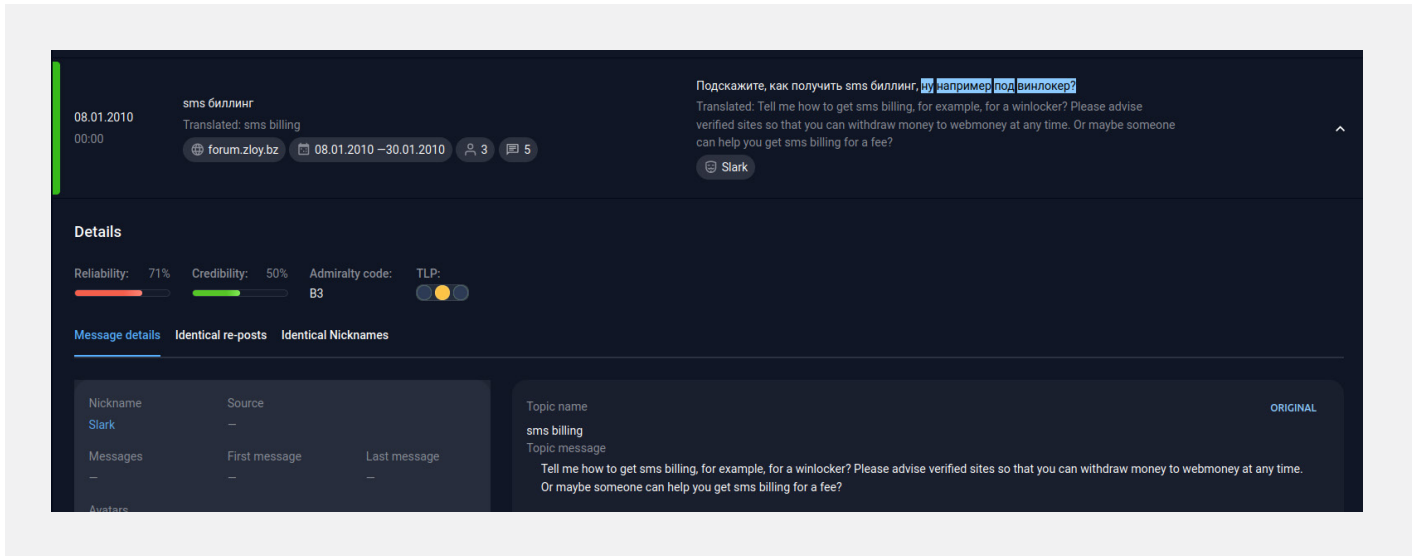 Подскажите, как получить sms биллинг, ну например под винлокер?
sms биллинг
Translated: Tell me how to get sms billing, for example, for a winlocker? Please advise
08.01.2010
Translated: sms billing
verified sites so that you can withdraw money to webmoney at any time. Or maybe someone
00:00
can help you get sms billing for a fee?
forum.zloy.bz 08.01.2010 –30.01.2010 3 5
Slark
Details
Reliability: 71% Credibility: 50% Admiralty code: TLP:
B3
Message details Identical re-posts Identical Nicknames
Nickname Source
Slark –
Messages First message Last message
– – –
Avatars
Topic name ORIGINAL
sms billing
Topic message
Tell me how to get sms billing, for example, for a winlocker? Please advise verified sites so that you can withdraw money to webmoney at any time.
Or maybe someone can help you get sms billing for a fee?